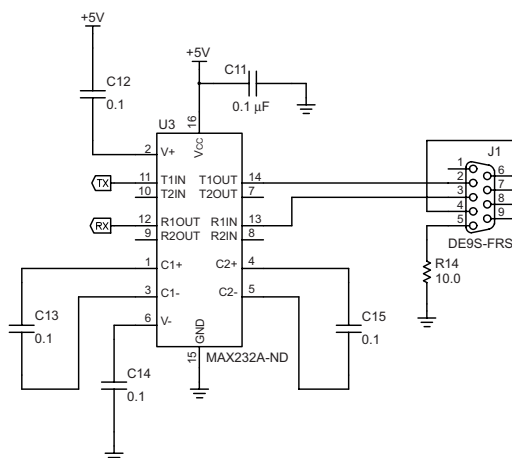 +5V
C12
0.1
+5V
C11
0.1 µF
U3
16
VCC
2 V+
11 T1IN T1OUT 14
10 T2IN T2OUT 7
12 R1OUT R1IN 13
9 R2OUT R2IN 8
1 C1+ C2+ 4
3 C1- C2- 5
6 V-
GND
15
MAX232A-ND
TX
RX
C13
0.1
C14
0.1
C15
0.1
J1
1
2
3
4
5
6
7
8
9
DE9S-FRS
R14
10.0